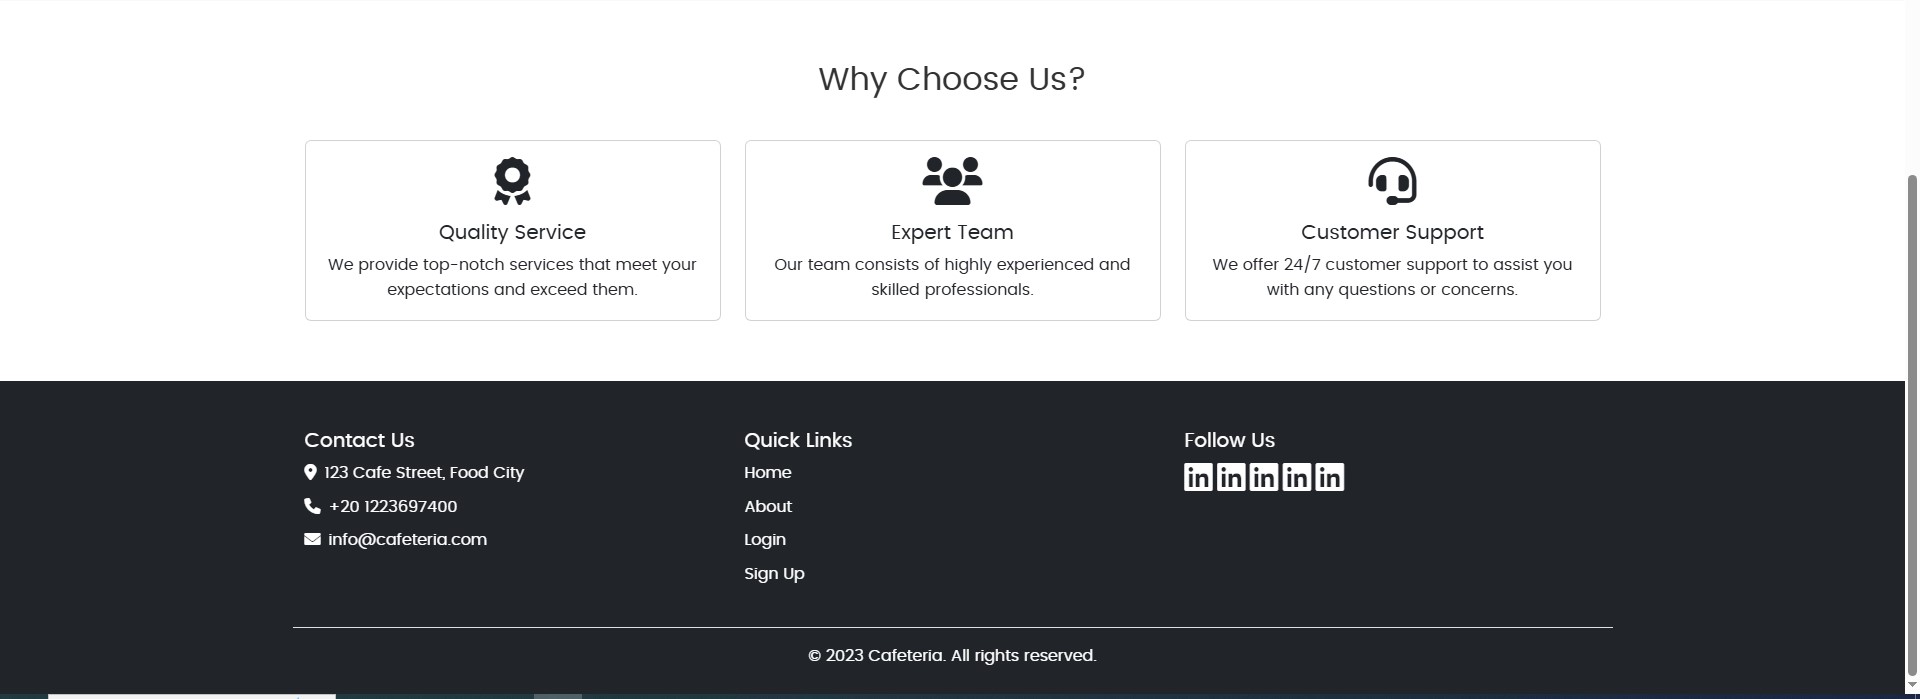 Why Choose Us?
Quality Service
We provide top-notch services that meet your
expectations and exceed them.
Expert Team
Our team consists of highly experienced and
skilled professionals.
Customer Support
We offer 24/7 customer support to assist you
with any questions or concerns.
Contact Us
123 Cafe Street, Food City
+20 1223697400
info@cafeteria.com
Quick Links
Home
About
Login
Sign Up
Follow Us
in in in in in
© 2023 Cafeteria. All rights reserved.